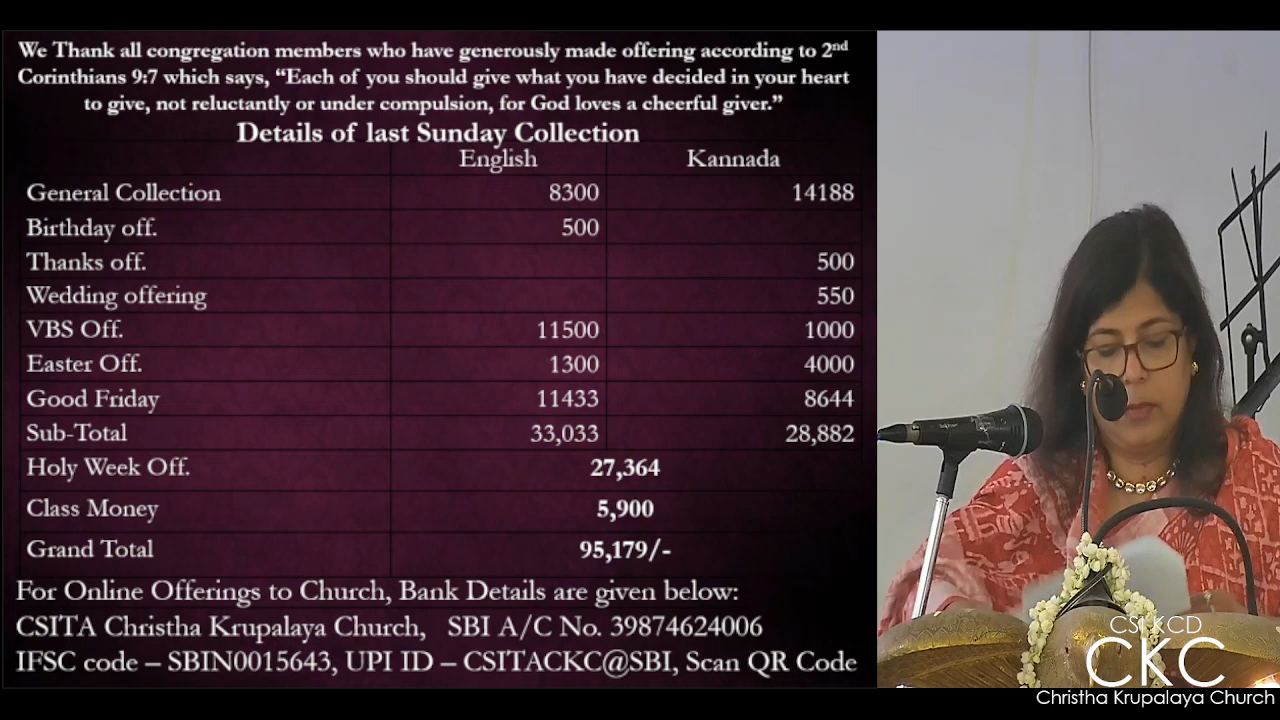 We Thank all congregation members who have generously made offering according to 2nd
Corinthians 9:7 which says, “Each of you should give what you have decided in your heart
to give, not reluctantly or under compulsion, for God loves a cheerful giver.”
Details of last Sunday Collection
English Kannada
General Collection 8300 14188
Birthday off. 500
Thanks off. 500
Wedding offering 550
VBS Off. 11500 1000
Easter Off. 1300 4000
Good Friday 11433 8644
Sub-Total 33,033 28,882
Holy Week Off. 27,364
Class Money 5,900
Grand Total 95,179/-
For Online Offerings to Church, Bank Details are given below:
CSITA Christha Krupalaya Church, SBI A/C No. 39874624006
IFSC code – SBIN0015643, UPI ID – CSITACKC@SBI, Scan QR Code
CSI KCD
CKC
Christha Krupalaya Church